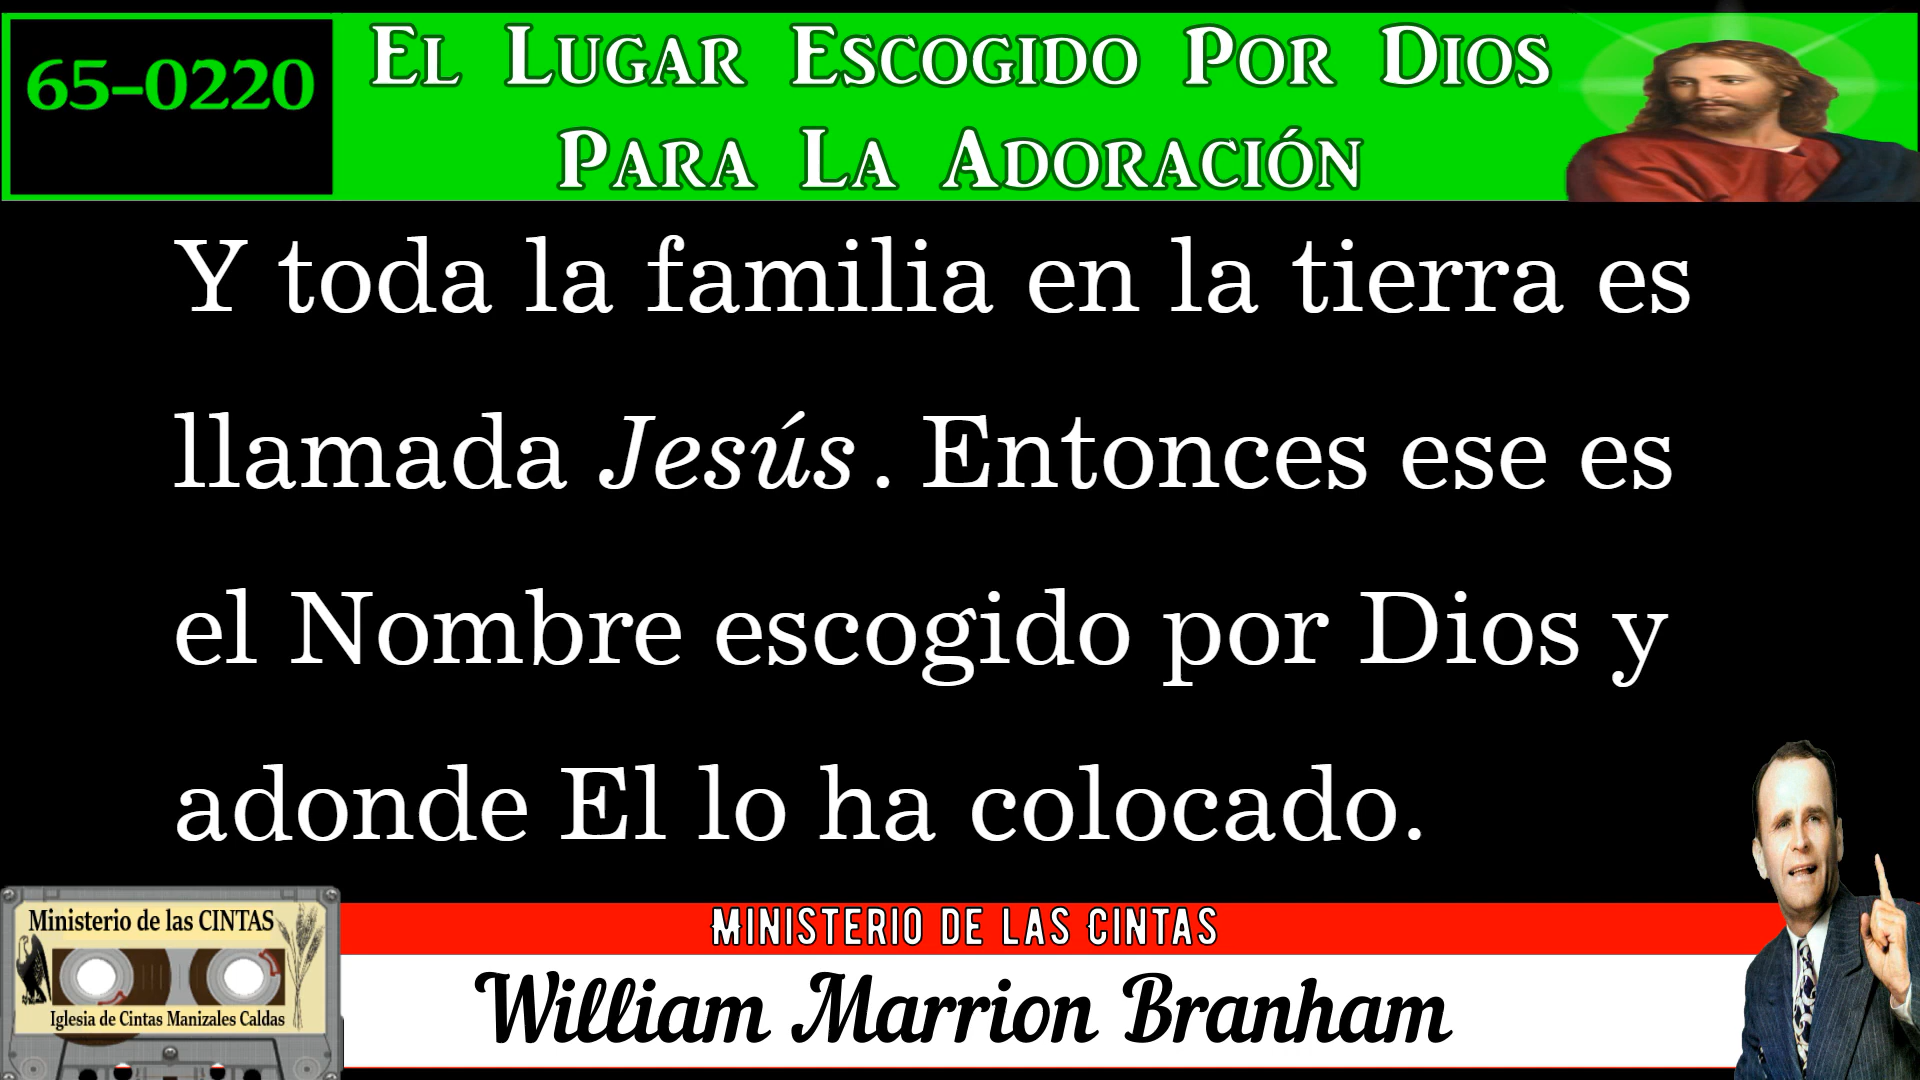 65-0220
El Lugar Escogido Por Dios
Para La Adoración
Y toda la familia en la tierra es
llamada Jesús. Entonces ese es
el Nombre escogido por Dios y
adonde El lo ha colocado.
Ministerio de las CINTAS
Iglesia de Cintas Manizales Caldas
MINISTERIO DE LAS CINTAS
William Marrion Branham